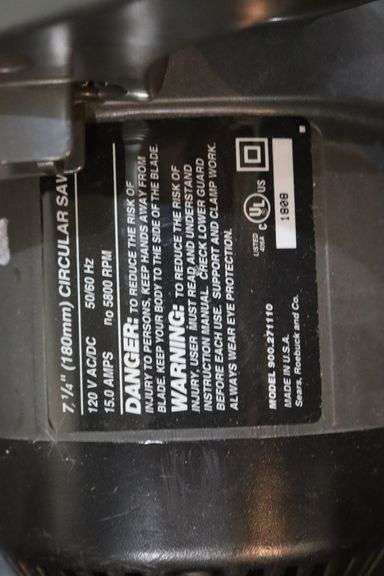 7 1/4" (180mm) CIRCULAR SAW
120 V AC/DC 50/60 Hz
15.0 AMPS no 5800 RPM
DANGER: TO REDUCE THE RISK OF
INJURY TO PERSONS, KEEP HANDS AWAY FROM
BLADE. KEEP YOUR BODY TO THE SIDE OF THE BLADE.
WARNING: TO REDUCE THE RISK OF
INJURY, USER MUST READ AND UNDERSTAND
INSTRUCTION MANUAL. CHECK LOWER GUARD
BEFORE EACH USE. SUPPORT AND CLAMP WORK.
ALWAYS WEAR EYE PROTECTION.
LISTED
C UL US
1808
MODEL 900.271110
MADE IN U.S.A.
Sears, Roebuck and Co.